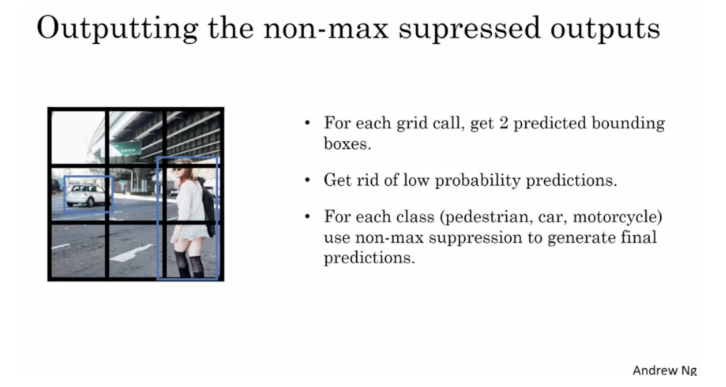 Outputting the non-max supressed outputs
• For each grid call, get 2 predicted bounding
boxes.
• Get rid of low probability predictions.
• For each class (pedestrian, car, motorcycle)
use non-max suppression to generate final
predictions.
Andrew Ng